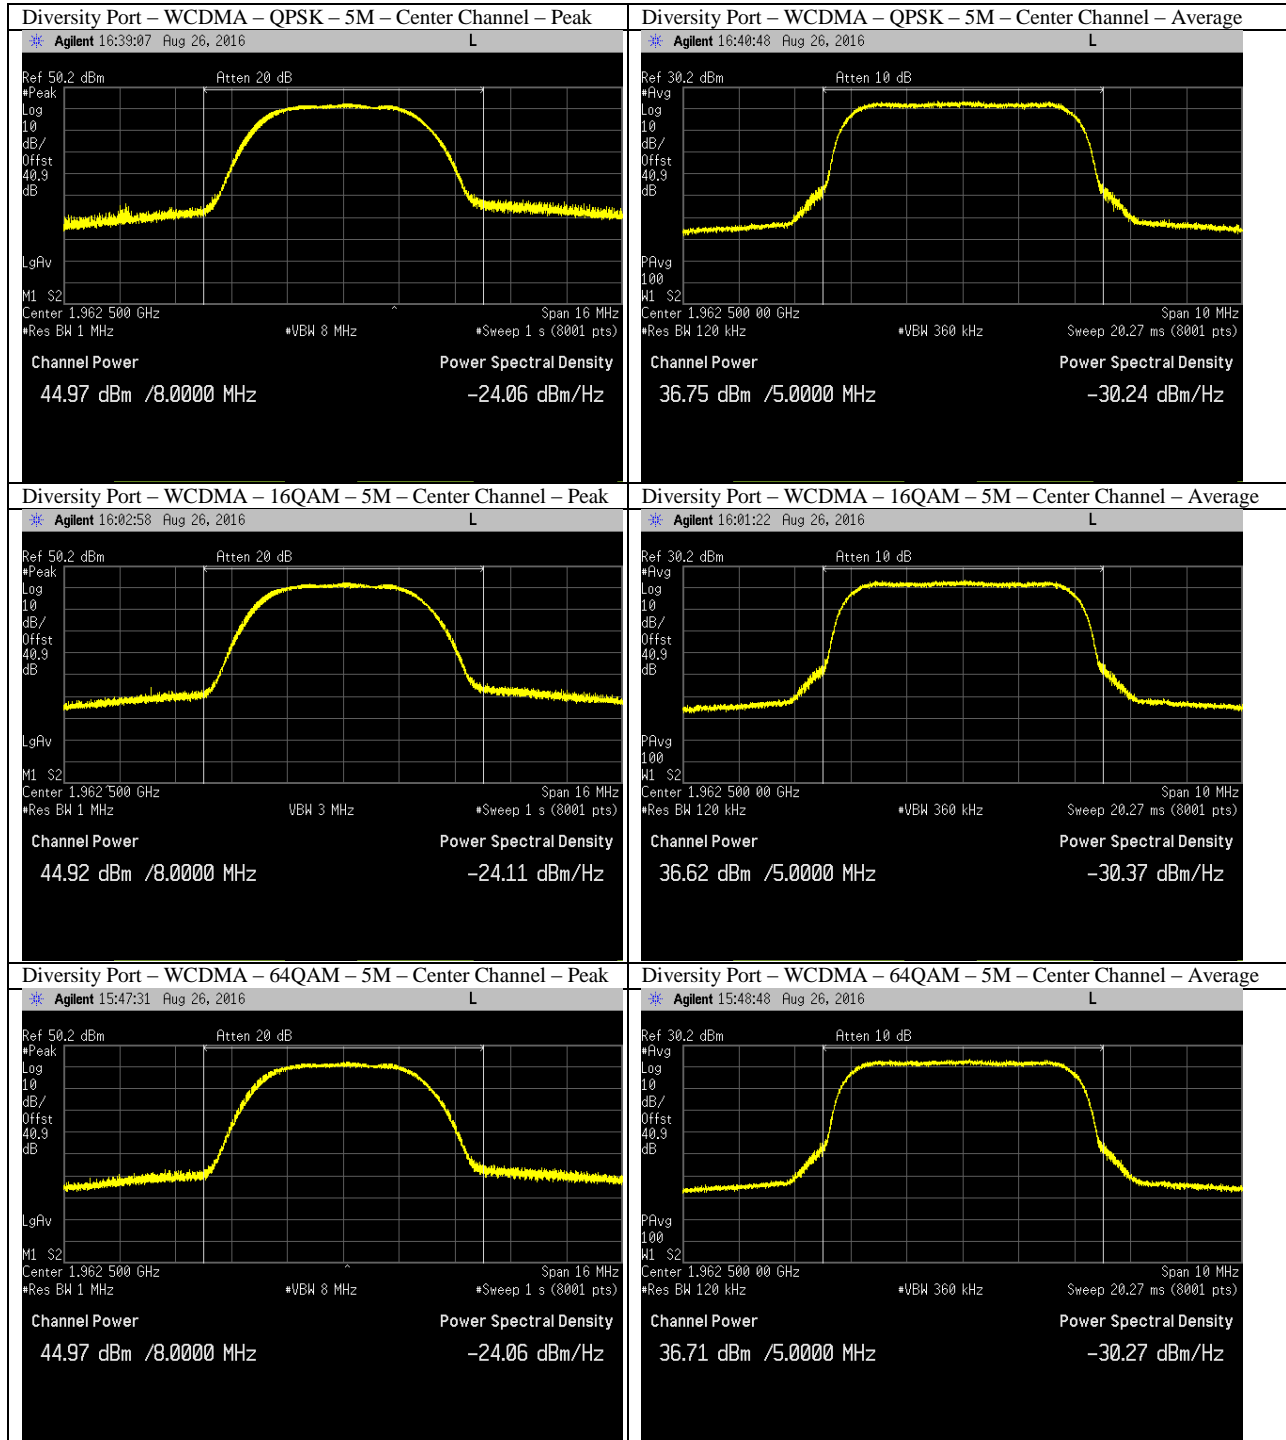 Diversity Port – WCDMA – QPSK – 5M – Center Channel – Peak
Agilent 16:39:07 Aug 26, 2016 L
Ref 50.2 dBm Atten 20 dB
#Peak
Log
10
dB/
Offst
40.9
dB
LgAv
M1 S2
Center 1.962 500 GHz Span 16 MHz
#Res BW 1 MHz #VBW 8 MHz #Sweep 1 s (8001 pts)
Channel Power Power Spectral Density
44.97 dBm /8.0000 MHz -24.06 dBm/Hz
Diversity Port – WCDMA – QPSK – 5M – Center Channel – Average
Agilent 16:40:48 Aug 26, 2016 L
Ref 30.2 dBm Atten 10 dB
#Avg
Log
10
dB/
Offst
40.9
dB
PAvg
100
W1 S2
Center 1.962 500 00 GHz Span 10 MHz
#Res BW 120 kHz #VBW 360 kHz Sweep 20.27 ms (8001 pts)
Channel Power Power Spectral Density
36.75 dBm /5.0000 MHz -30.24 dBm/Hz
Diversity Port – WCDMA – 16QAM – 5M – Center Channel – Peak
Agilent 16:02:58 Aug 26, 2016 L
Ref 50.2 dBm Atten 20 dB
#Peak
Log
10
dB/
Offst
40.9
dB
LgAv
M1 S2
Center 1.962 500 GHz Span 16 MHz
#Res BW 1 MHz VBW 3 MHz #Sweep 1 s (8001 pts)
Channel Power Power Spectral Density
44.92 dBm /8.0000 MHz -24.11 dBm/Hz
Diversity Port – WCDMA – 16QAM – 5M – Center Channel – Average
Agilent 16:01:22 Aug 26, 2016 L
Ref 30.2 dBm Atten 10 dB
#Avg
Log
10
dB/
Offst
40.9
dB
PAvg
100
W1 S2
Center 1.962 500 00 GHz Span 10 MHz
#Res BW 120 kHz #VBW 360 kHz Sweep 20.27 ms (8001 pts)
Channel Power Power Spectral Density
36.62 dBm /5.0000 MHz -30.37 dBm/Hz
Diversity Port – WCDMA – 64QAM – 5M – Center Channel – Peak
Agilent 15:47:31 Aug 26, 2016 L
Ref 50.2 dBm Atten 20 dB
#Peak
Log
10
dB/
Offst
40.9
dB
LgAv
M1 S2
Center 1.962 500 GHz Span 16 MHz
#Res BW 1 MHz #VBW 8 MHz #Sweep 1 s (8001 pts)
Channel Power Power Spectral Density
44.97 dBm /8.0000 MHz -24.06 dBm/Hz
Diversity Port – WCDMA – 64QAM – 5M – Center Channel – Average
Agilent 15:48:48 Aug 26, 2016 L
Ref 30.2 dBm Atten 10 dB
#Avg
Log
10
dB/
Offst
40.9
dB
PAvg
100
W1 S2
Center 1.962 500 00 GHz Span 10 MHz
#Res BW 120 kHz #VBW 360 kHz Sweep 20.27 ms (8001 pts)
Channel Power Power Spectral Density
36.71 dBm /5.0000 MHz -30.27 dBm/Hz